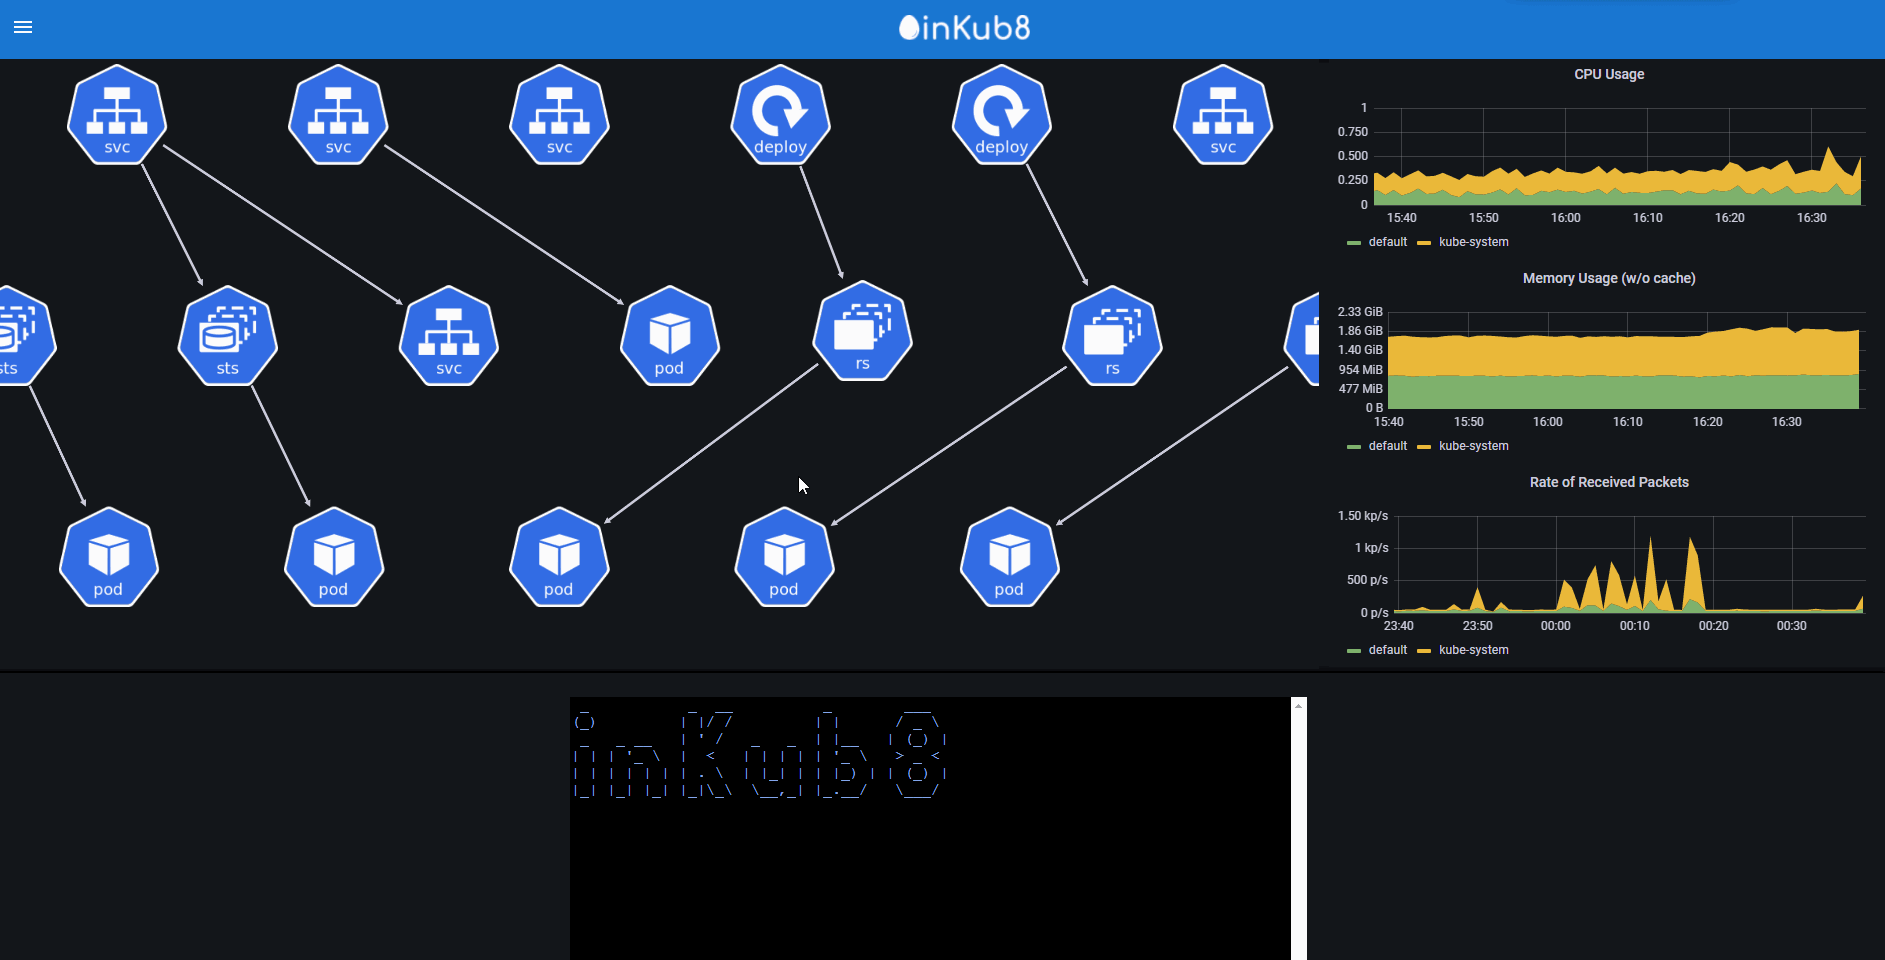 inKub8
svc
svc
svc
deploy
deploy
svc
sts
sts
svc
pod
rs
rs
pod
pod
pod
pod
pod
CPU Usage
1
0.750
0.500
0.250
0
15:40 15:50 16:00 16:10 16:20 16:30
default kube-system
Memory Usage (w/o cache)
2.33 GiB
1.86 GiB
1.40 GiB
954 MiB
477 MiB
0 B
15:40 15:50 16:00 16:10 16:20 16:30
default kube-system
Rate of Received Packets
1.50 kp/s
1 kp/s
500 p/s
0 p/s
23:40 23:50 00:00 00:10 00:20 00:30
default kube-system
inKub8